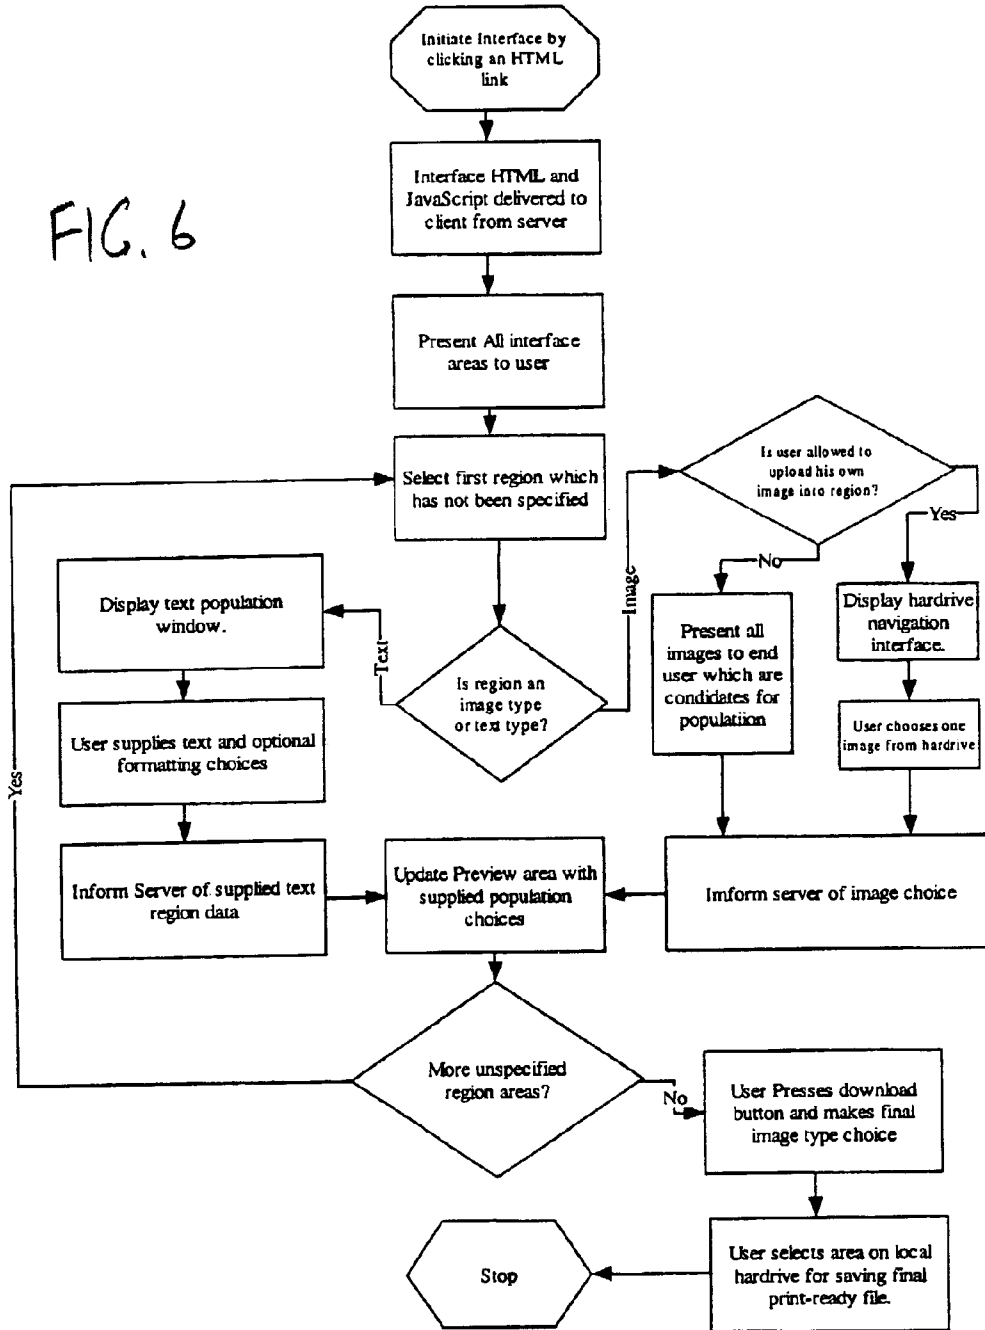 Initiate Interface by
clicking an HTML
link
FIG. 6
Interface HTML and
JavaScript delivered to
client from server
Present All interface
areas to user
Select first region which
has not been specified
Is user allowed to
upload his own
image into region?
Yes
No
Image
Text
Display text population
window.
Is region an
image type
or text type?
Present all
images to end
user which are
candidates for
populatiion
Display hardrive
navigation
interface.
User chooses one
image from hardrive
User supplies text and optional
formatting choices
Yes
Inform Server of supplied text
region data
Update Preview area with
supplied population
choices
Imform server of image choice
More unspecified
region areas?
No
User Presses download
button and makes final
image type choice
User selects area on local
hardrive for saving final
print-ready file.
Stop